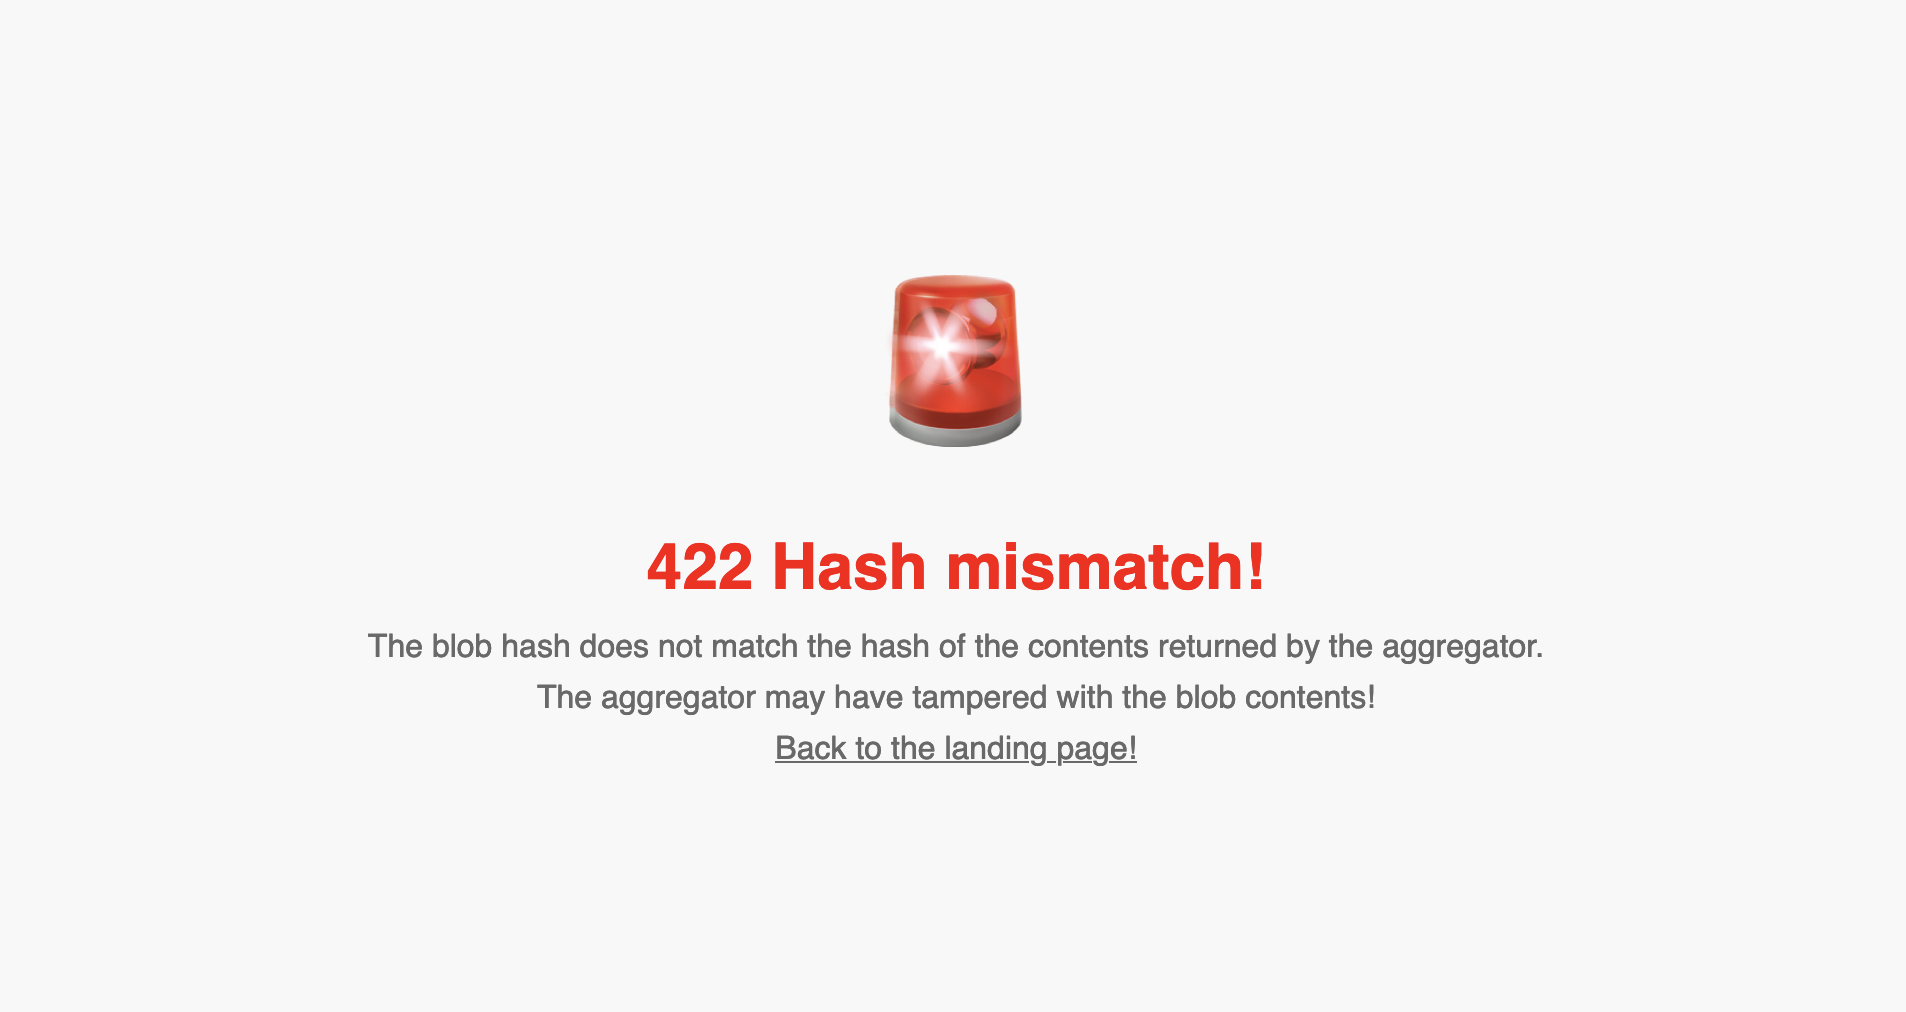 422 Hash mismatch!
The blob hash does not match the hash of the contents returned by the aggregator.
The aggregator may have tampered with the blob contents!
Back to the landing page!